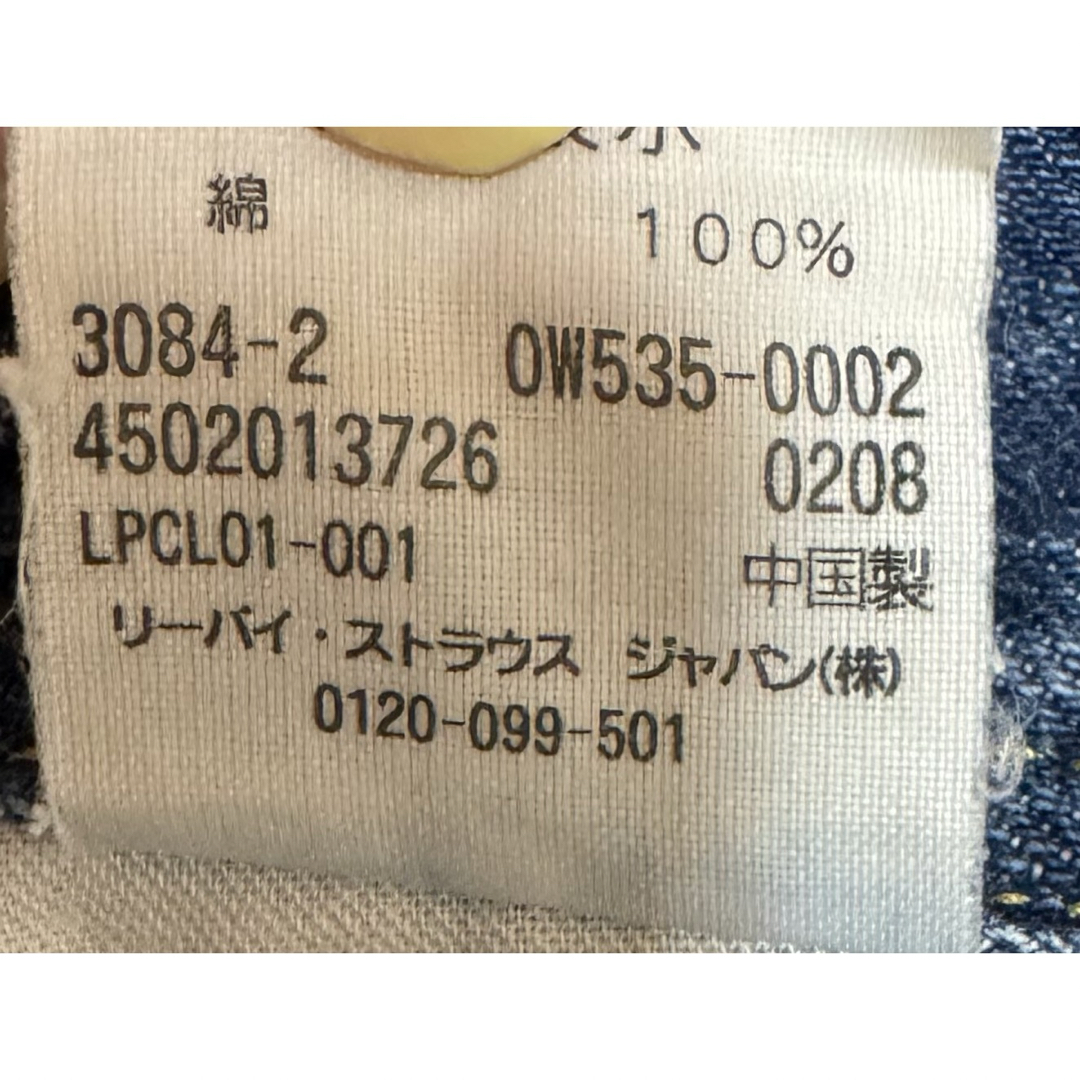 綿 １００％
3084-2 0W535-0002
4502013726 0208
LPCL01-001 中国製
リーバイ・ストラウス　ジャパン(株)
0120-099-501